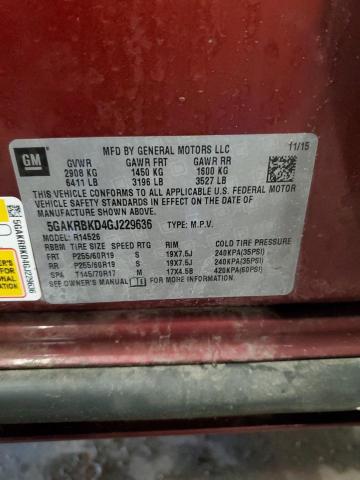 GM
MFD BY GENERAL MOTORS LLC
11/15
GVWR GAWR FRT GAWR RR
2908 KG 1450 KG 1600 KG
6411 LB 3196 LB 3527 LB
THIS VEHICLE CONFORMS TO ALL APPLICABLE U.S. FEDERAL MOTOR
VEHICLE SAFETY STANDARDS IN EFFECT ON THE DATE OF
MANUFACTURE SHOWN ABOVE.
5GAKRBKD4GJ229636 TYPE: M.P.V.
MODEL: R14526
RBBM TIRE SIZE SPEED RTG RIM COLD TIRE PRESSURE
FRT P255/60R19 S 19X7.5J 240KPA(35PSI)
RR P255/60R19 S 19X7.5J 240KPA(35PSI)
SPA T145/70R17 M 17X4.5B 420KPA(60PSI)
SEE OWNER'S MANUAL FOR MORE INFORMATION.
5GAKRBKD4GJ229636